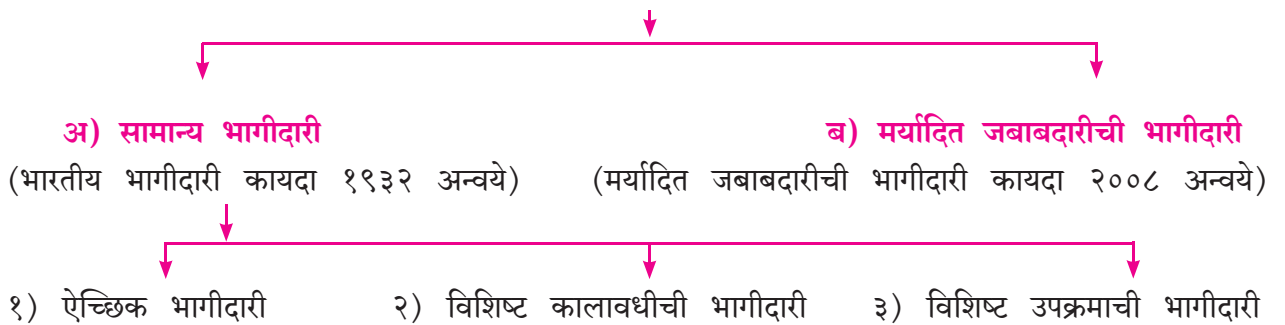 अ) सामान्य भागीदारी ब) मर्यादित जबाबदारीची भागीदारी
(भारतीय भागीदारी कायदा १९३२ अन्वये) (मर्यादित जबाबदारीची भागीदारी कायदा २००८ अन्वये)
१) ऐच्छिक भागीदारी २) विशिष्ट कालावधीची भागीदारी ३) विशिष्ट उपक्रमाची भागीदारी